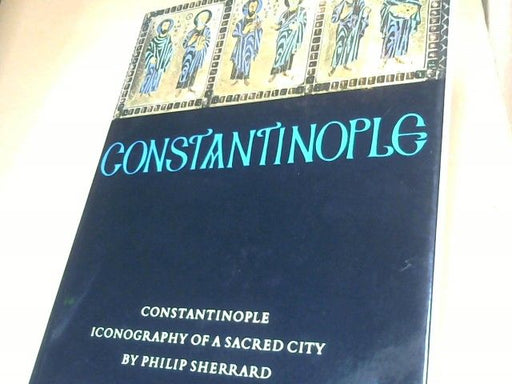 CONSTANTINOPLE
CONSTANTINOPLE
ICONOGRAPHY OF A SACRED CITY
BY PHILIP SHERRARD